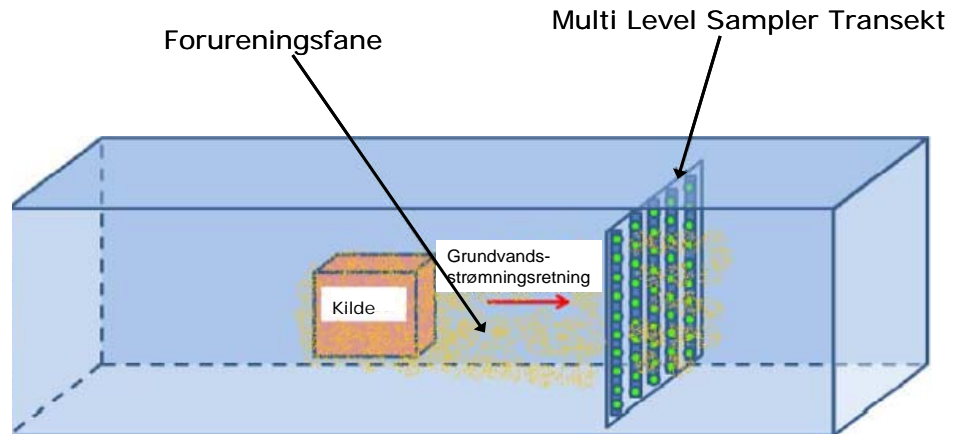 Multi Level Sampler Transekt
Forureningsfane
Grundvands-
strømningsretning
Kilde